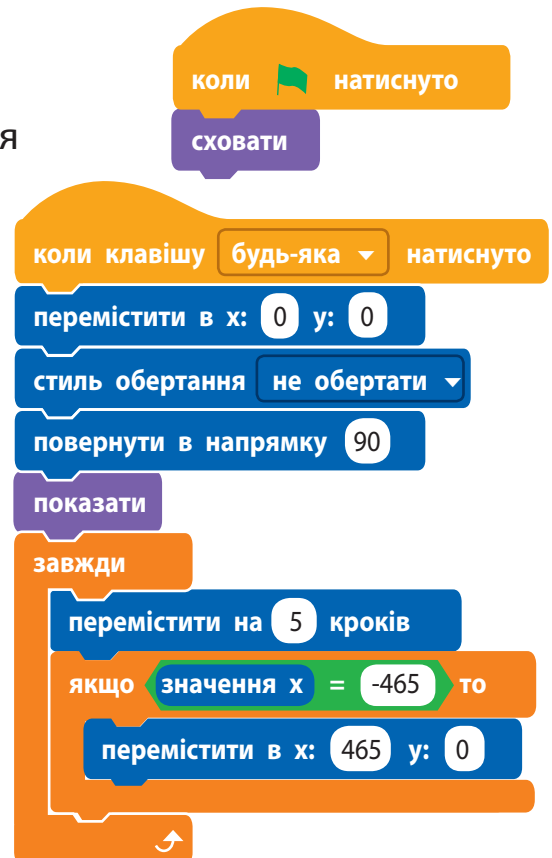 коли натиснуто
я
сховати
коли клавішу будь-яка натиснуто
перемістити в x: 0 y: 0
стиль обертання не обертати
повернути в напрямку 90
показати
завжди
перемістити на 5 кроків
якщо значення x = -465 то
перемістити в x: 465 y: 0